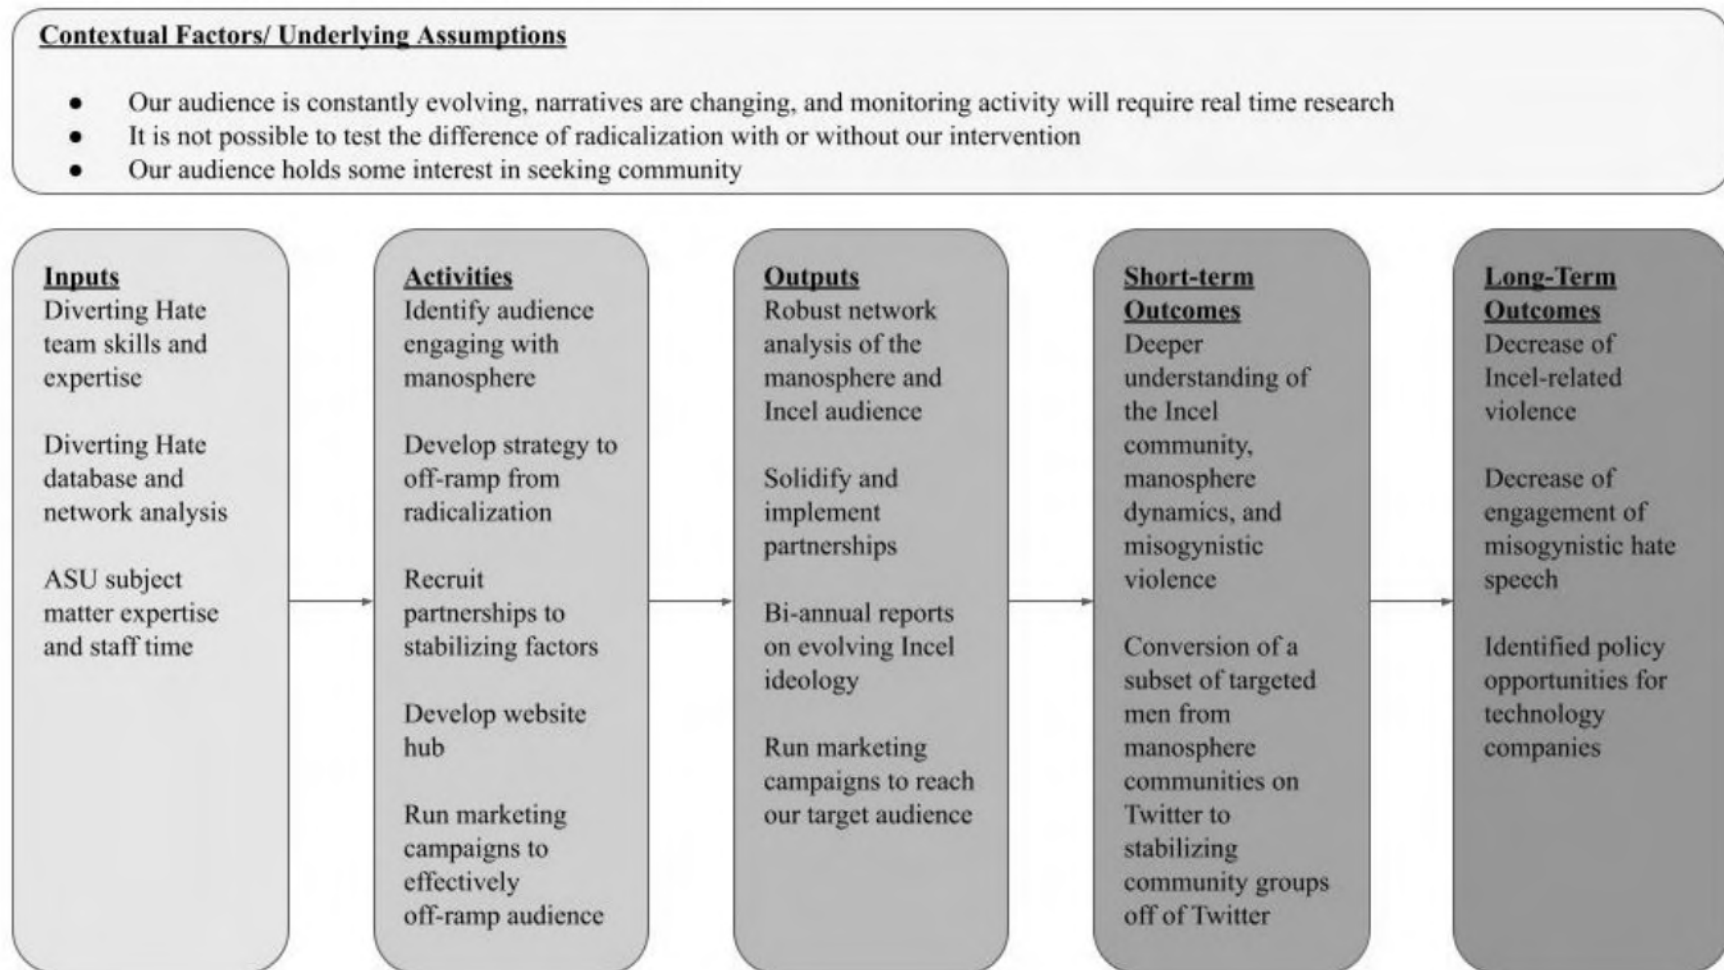 Contextual Factors/ Underlying Assumptions
● Our audience is constantly evolving, narratives are changing, and monitoring activity will require real time research
● It is not possible to test the difference of radicalization with or without our intervention
● Our audience holds some interest in seeking community
Inputs
Diverting Hate
team skills and
expertise
Diverting Hate
database and
network analysis
ASU subject
matter expertise
and staff time
Activities
Identify audience
engaging with
manosphere
Develop strategy to
off-ramp from
radicalization
Recruit
partnerships to
stabilizing factors
Develop website
hub
Run marketing
campaigns to
effectively
off-ramp audience
Outputs
Robust network
analysis of the
manosphere and
Incel audience
Solidify and
implement
partnerships
Bi-annual reports
on evolving Incel
ideology
Run marketing
campaigns to reach
our target audience
Short-term
Outcomes
Deeper
understanding of
the Incel
community,
manosphere
dynamics, and
misogynistic
violence
Conversion of a
subset of targeted
men from
manosphere
communities on
Twitter to
stabilizing
community groups
off of Twitter
Long-Term
Outcomes
Decrease of
Incel-related
violence
Decrease of
engagement of
misogynistic hate
speech
Identified policy
opportunities for
technology
companies